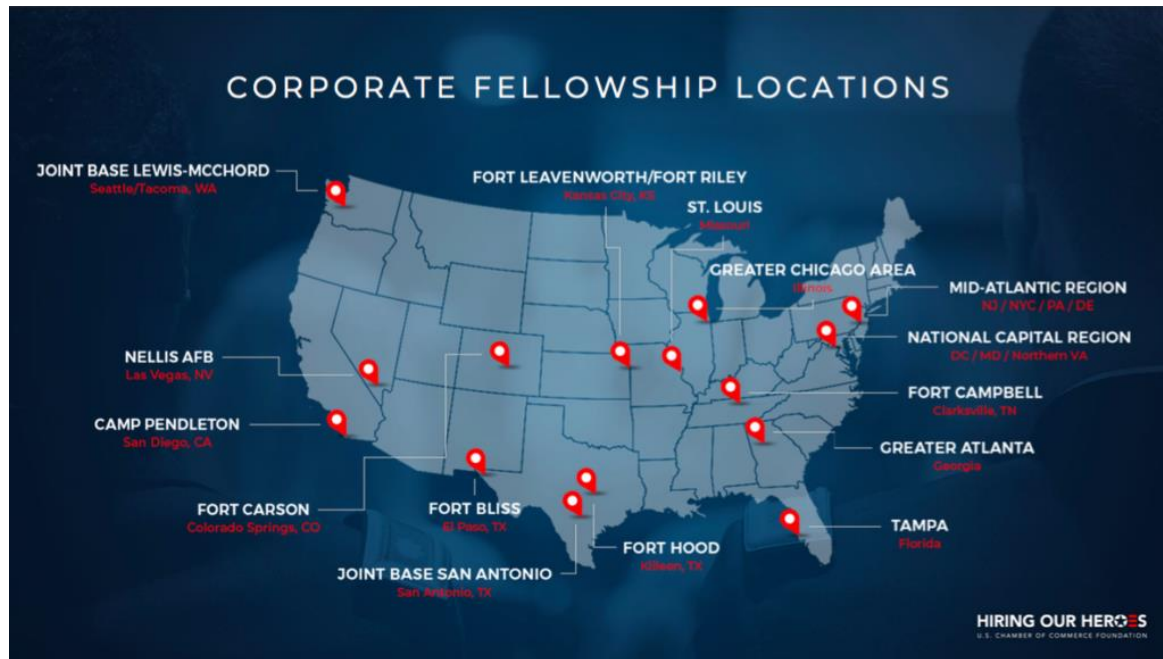 CORPORATE FELLOWSHIP LOCATIONS
JOINT BASE LEWIS-MCCHORD
Seattle/Tacoma, WA
FORT LEAVENWORTH/FORT RILEY
Kansas City, KS
ST. LOUIS
Missouri
GREATER CHICAGO AREA
Illinois
MID-ATLANTIC REGION
NJ / NYC / PA / DE
NATIONAL CAPITAL REGION
DC / MD / Northern VA
NELLIS AFB
Las Vegas, NV
FORT CAMPBELL
Clarksville, TN
CAMP PENDLETON
San Diego, CA
GREATER ATLANTA
Georgia
FORT CARSON
Colorado Springs, CO
FORT BLISS
El Paso, TX
TAMPA
Florida
FORT HOOD
Killeen, TX
JOINT BASE SAN ANTONIO
San Antonio, TX
HIRING OUR HEROES
U.S. CHAMBER OF COMMERCE FOUNDATION